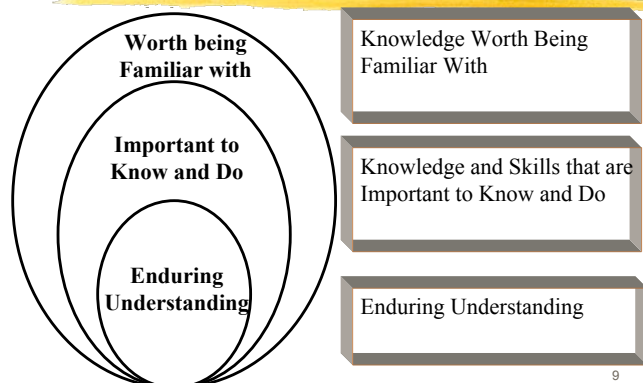 Worth being
Familiar with
Important to
Know and Do
Enduring
Understanding
Knowledge Worth Being
Familiar With
Knowledge and Skills that are
Important to Know and Do
Enduring Understanding
9